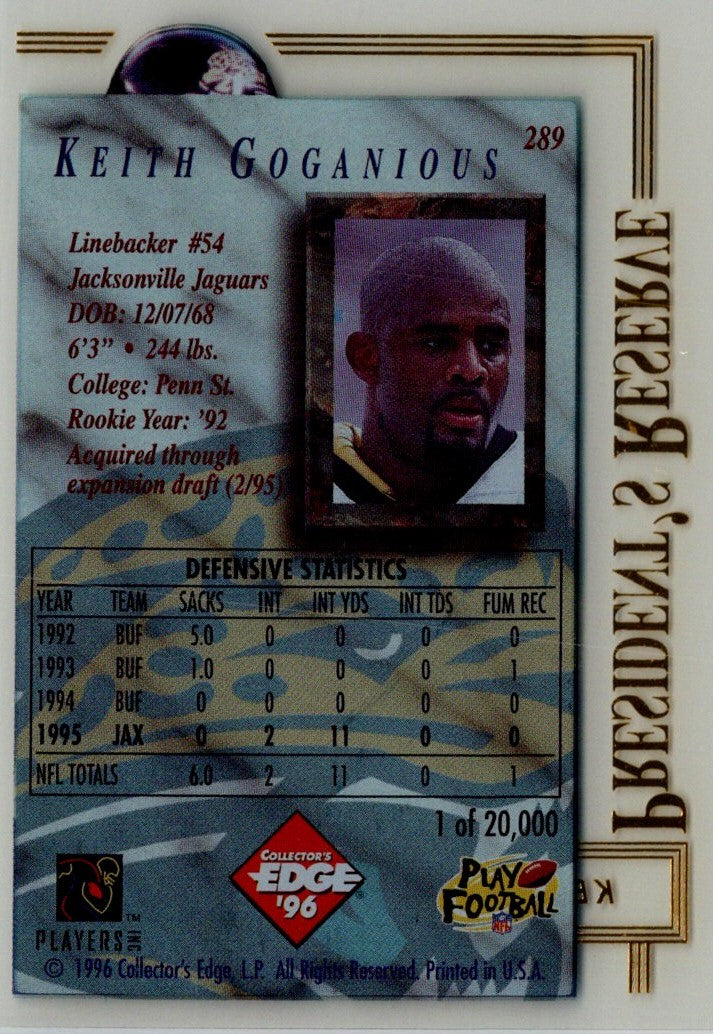 KEITH GOGANIOUS
289
Linebacker #54
Jacksonville Jaguars
DOB: 12/07/68
6'3" • 244 lbs.
College: Penn St.
Rookie Year: '92
Acquired through
expansion draft (2/95)
DEFENSIVE STATISTICS
YEAR TEAM SACKS INT INT YDS INT TDS FUM REC
1992 BUF 5.0 0 0 0 0
1993 BUF 1.0 0 0 0 1
1994 BUF 0 0 0 0 0
1995 JAX 0 2 11 0 0
NFL TOTALS 6.0 2 11 0 1
1 of 20,000
COLLECTOR'S
EDGE
'96
PLAY
FOOTBALL
NFL
PLAYERS INC
TM
© 1996 Collector's Edge, L.P. All Rights Reserved. Printed in U.S.A.
PRESIDENT'S RESERVE
KE